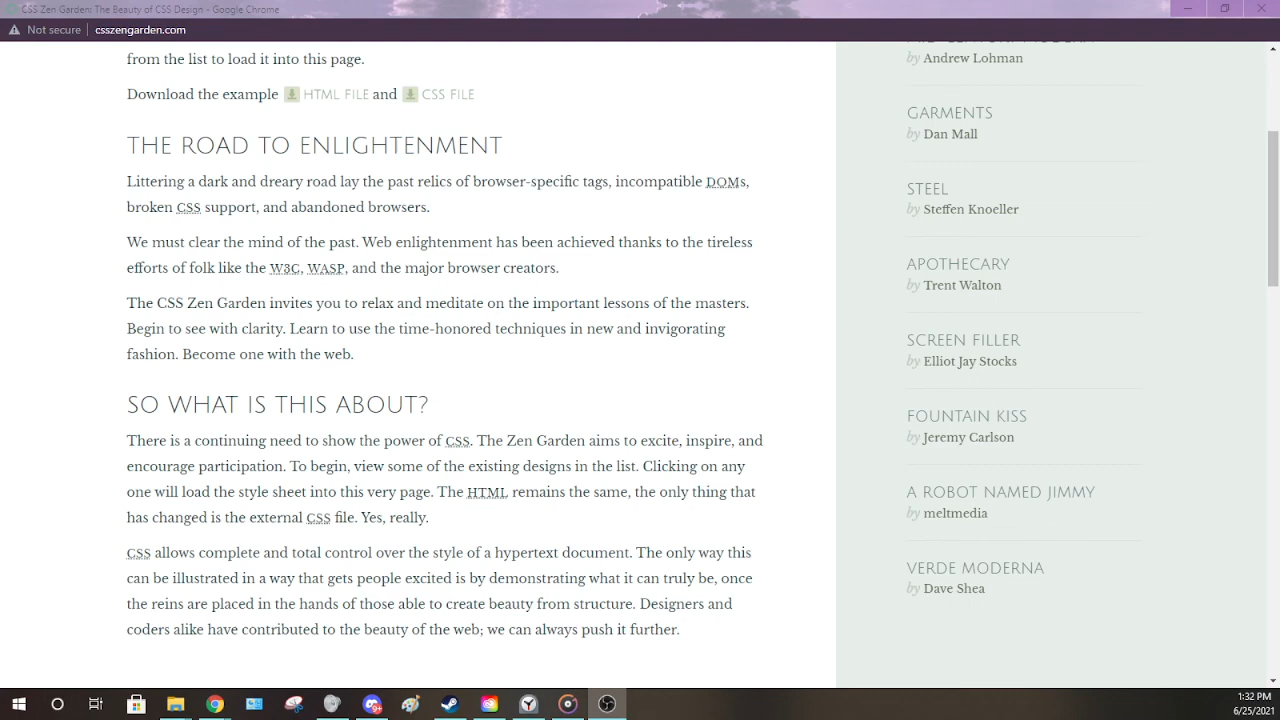 CSS Zen Garden: The Beauty of CSS Design - Google Chrome
Not secure | csszengarden.com
from the list to load it into this page.
Download the example HTML FILE and CSS FILE
THE ROAD TO ENLIGHTENMENT
Littering a dark and dreary road lay the past relics of browser-specific tags, incompatible DOMs,
broken CSS support, and abandoned browsers.
We must clear the mind of the past. Web enlightenment has been achieved thanks to the tireless
efforts of folk like the W3C, WASP, and the major browser creators.
The CSS Zen Garden invites you to relax and meditate on the important lessons of the masters.
Begin to see with clarity. Learn to use the time-honored techniques in new and invigorating
fashion. Become one with the web.
SO WHAT IS THIS ABOUT?
There is a continuing need to show the power of CSS. The Zen Garden aims to excite, inspire, and
encourage participation. To begin, view some of the existing designs in the list. Clicking on any
one will load the style sheet into this very page. The HTML remains the same, the only thing that
has changed is the external CSS file. Yes, really.
CSS allows complete and total control over the style of a hypertext document. The only way this
can be illustrated in a way that gets people excited is by demonstrating what it can truly be, once
the reins are placed in the hands of those able to create beauty from structure. Designers and
coders alike have contributed to the beauty of the web; we can always push it further.
by Andrew Lohman
GARMENTS
by Dan Mall
STEEL
by Steffen Knoeller
APOTHECARY
by Trent Walton
SCREEN FILLER
by Elliot Jay Stocks
FOUNTAIN KISS
by Jeremy Carlson
A ROBOT NAMED JIMMY
by meltmedia
VERDE MODERNA
by Dave Shea
1:32 PM
6/25/2021